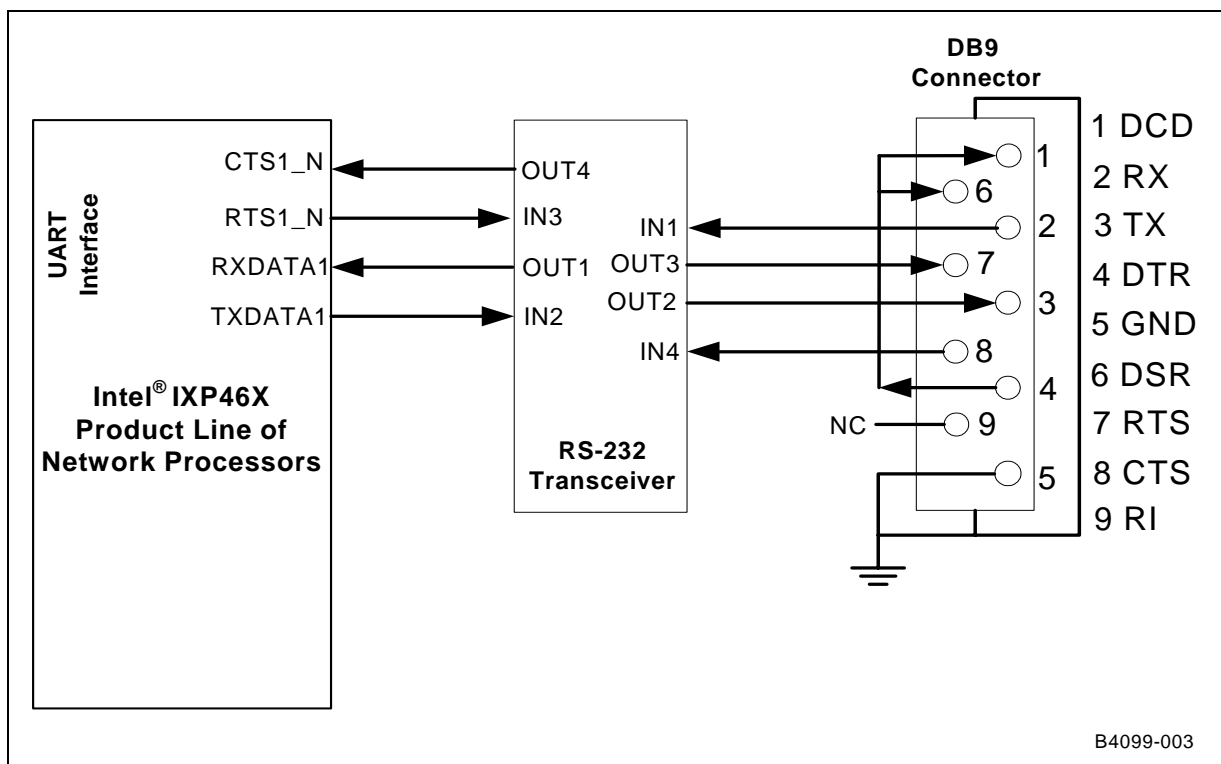 DB9
Connector
UART
Interface
CTS1_N
RTS1_N
RXDATA1
TXDATA1
Intel® IXP46X
Product Line of
Network Processors
OUT4
IN3
OUT1
IN2
IN1
OUT3
OUT2
IN4
RS-232
Transceiver
NC
1
6
2
7
3
8
4
9
5
1 DCD
2 RX
3 TX
4 DTR
5 GND
6 DSR
7 RTS
8 CTS
9 RI
B4099-003